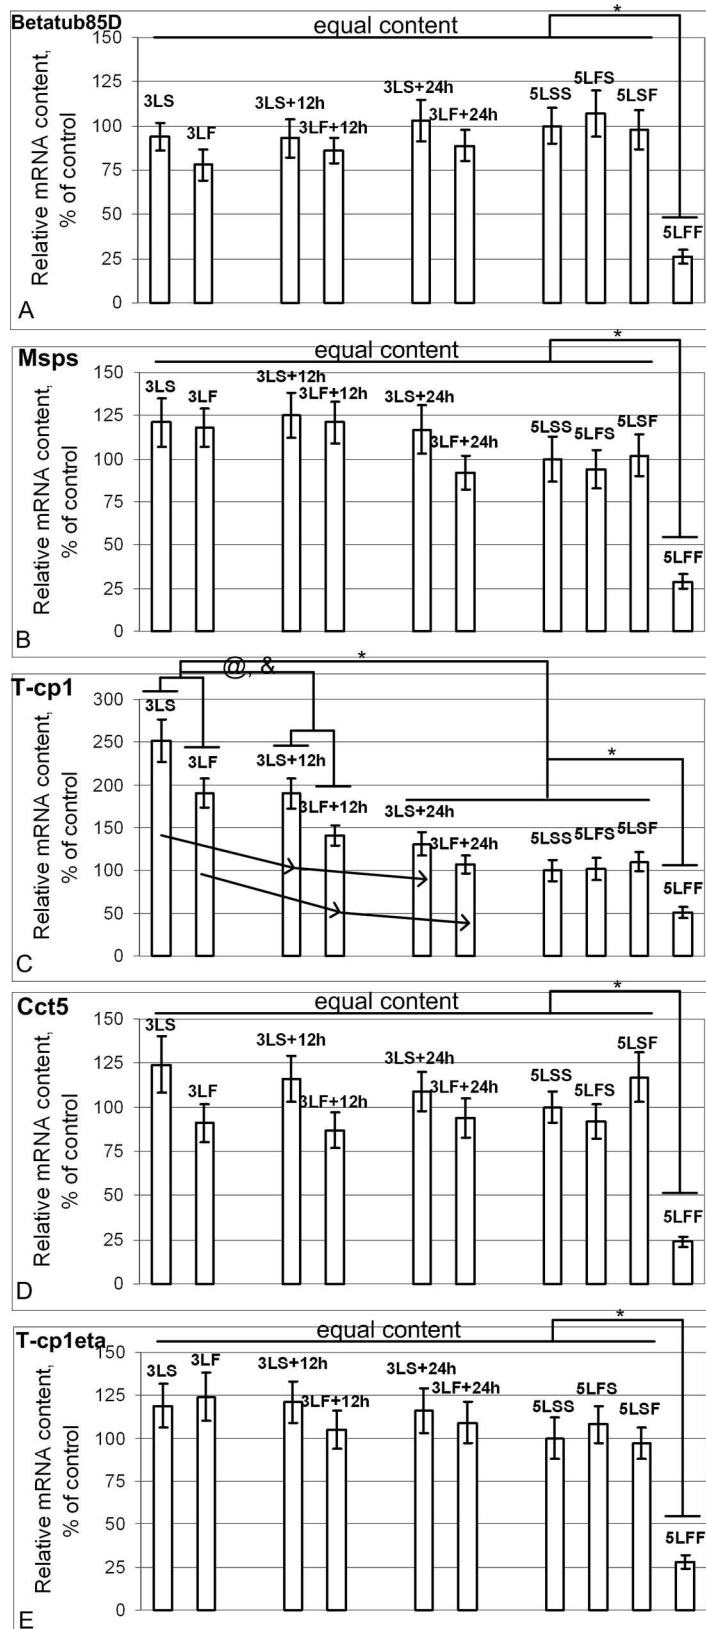 Betatub85D
equal content
*
Relative mRNA content,
% of control
150
125
100
75
50
25
0
3LS
3LF
3LS+12h
3LF+12h
3LS+24h
3LF+24h
5LSS
5LFS
5LSF
5LFF
A
Msps
equal content
*
Relative mRNA content,
% of control
150
125
100
75
50
25
0
3LS
3LF
3LS+12h
3LF+12h
3LS+24h
3LF+24h
5LSS
5LFS
5LSF
5LFF
B
T-cp1
@, &
*
*
Relative mRNA content,
% of control
300
250
200
150
100
50
0
3LS
3LF
3LS+12h
3LF+12h
3LS+24h
3LF+24h
5LSS
5LFS
5LSF
5LFF
C
Cct5
equal content
*
Relative mRNA content,
% of control
150
125
100
75
50
25
0
3LS
3LF
3LS+12h
3LF+12h
3LS+24h
3LF+24h
5LSS
5LFS
5LSF
5LFF
D
T-cp1eta
equal content
*
Relative mRNA content,
% of control
150
125
100
75
50
25
0
3LS
3LF
3LS+12h
3LF+12h
3LS+24h
3LF+24h
5LSS
5LFS
5LSF
5LFF
E